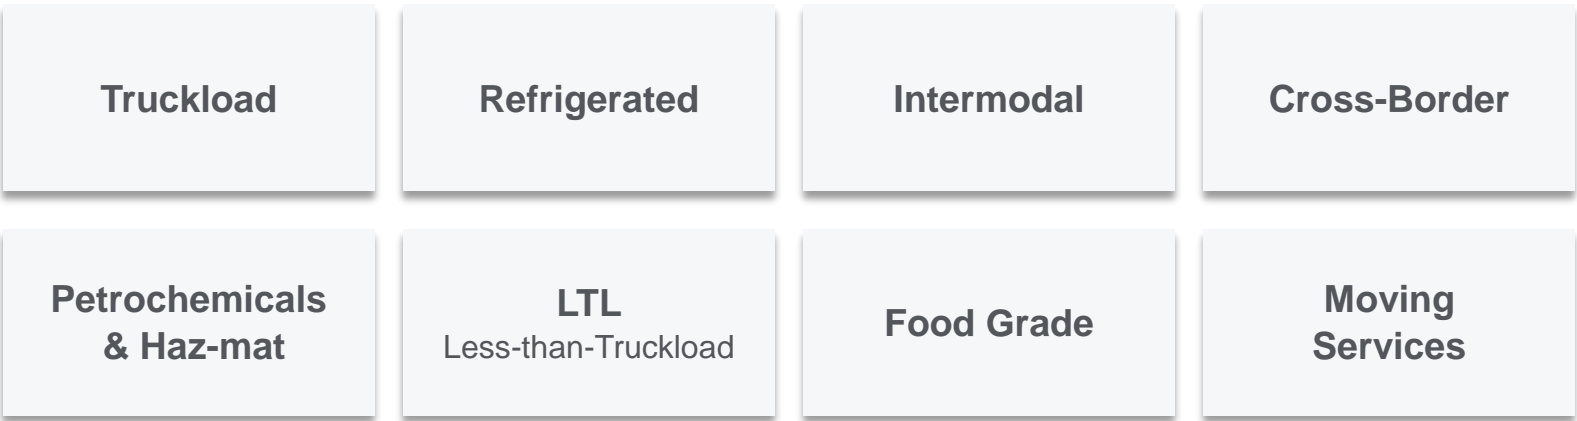 Truckload
Refrigerated
Intermodal
Cross-Border
Petrochemicals
& Haz-mat
LTL
Less-than-Truckload
Food Grade
Moving
Services